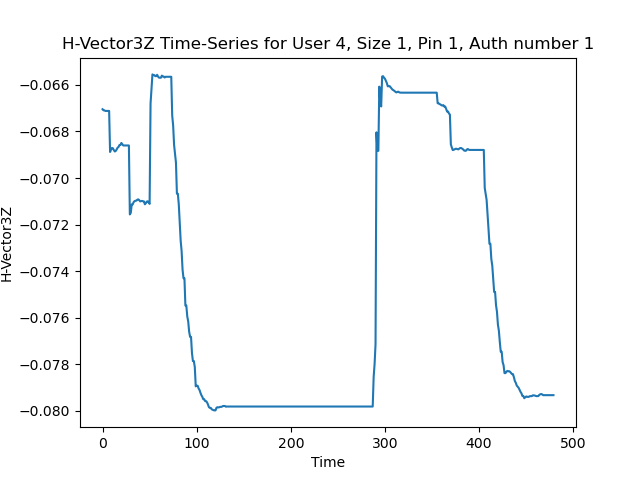 H-Vector3Z Time-Series for User 4, Size 1, Pin 1, Auth number 1
−0.066
−0.068
−0.070
−0.072
−0.074
−0.076
−0.078
−0.080
H-Vector3Z
0 100 200 300 400 500
Time